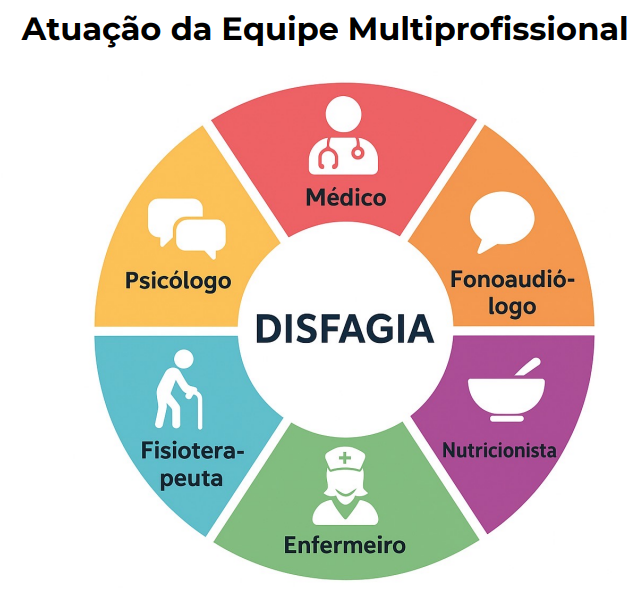 Atuação da Equipe Multiprofissional
Médico
Fonoaudió-
logo
Psicólogo
DISFAGIA
Fisiotera-
peuta
Nutricionista
Enfermeiro